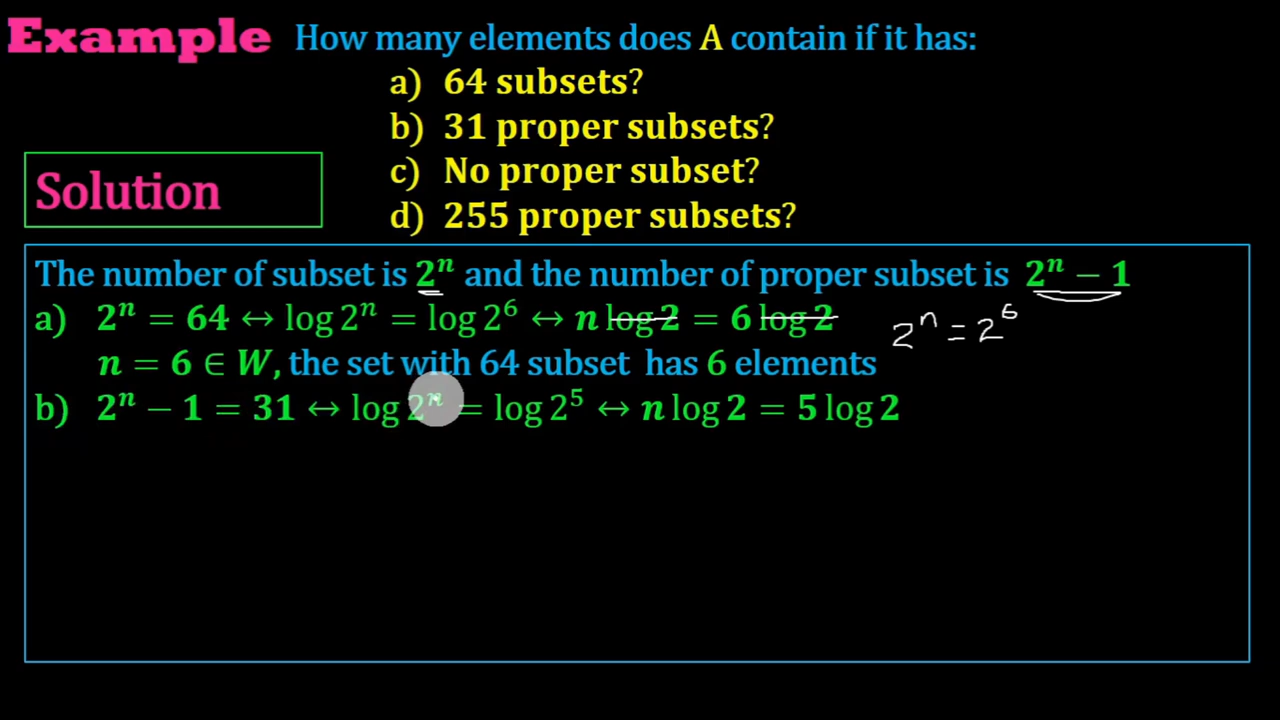 Example How many elements does A contain if it has:
a) 64 subsets?
b) 31 proper subsets?
c) No proper subset?
d) 255 proper subsets?
Solution
The number of subset is 2ⁿ and the number of proper subset is 2ⁿ − 1
a) 2ⁿ = 64 ↔ log 2ⁿ = log 2⁶ ↔ n log 2 = 6 log 2 2ⁿ = 2⁶
n = 6 ∈ W, the set with 64 subset has 6 elements
b) 2ⁿ − 1 = 31 ↔ log 2ⁿ = log 2⁵ ↔ n log 2 = 5 log 2